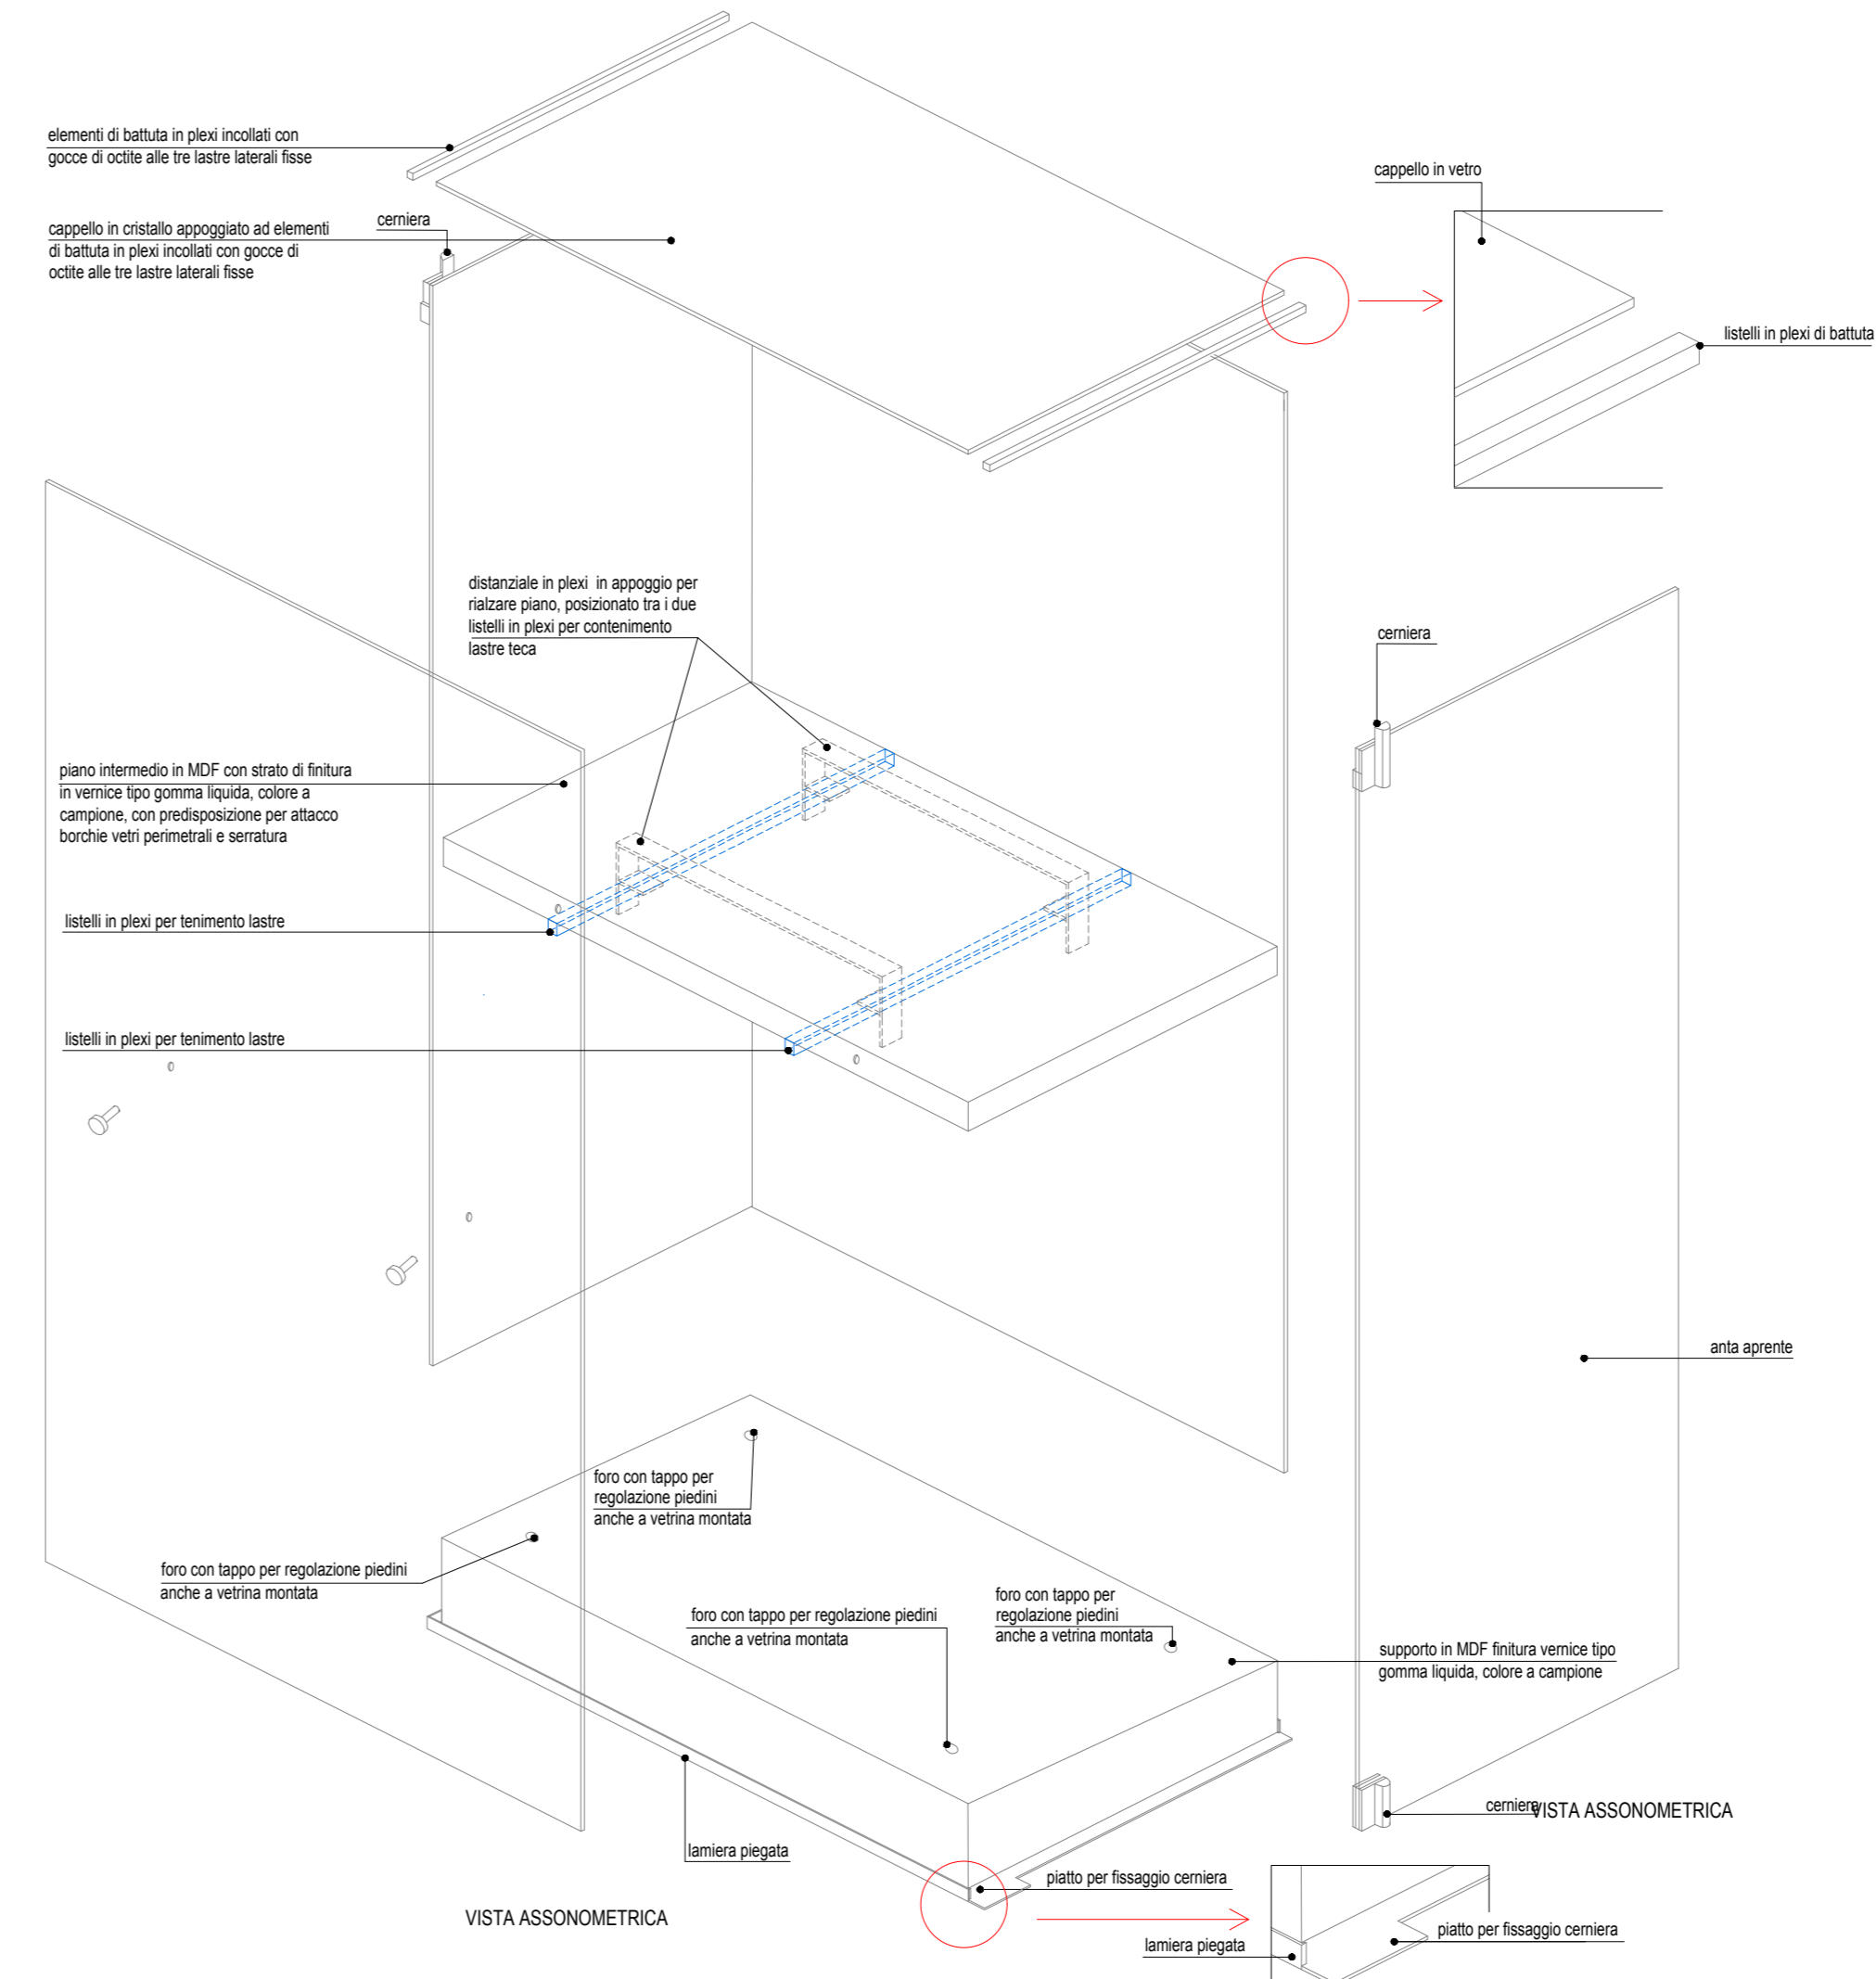 elementi di battuta in plexi incollati con
gocce di octite alle tre lastre laterali fisse
cappello in vetro
cerniera
cappello in cristallo appoggiato ad elementi
di battuta in plexi incollati con gocce di
octite alle tre lastre laterali fisse
listelli in plexi di battuta
distanziale in plexi in appoggio per
rialzare piano, posizionato tra i due
listelli in plexi per contenimento
lastre teca
cerniera
piano intermedio in MDF con strato di finitura
in vernice tipo gomma liquida, colore a
campione, con predisposizione per attacco
borchie vetri perimetrali e serratura
listelli in plexi per tenimento lastre
listelli in plexi per tenimento lastre
anta aprente
foro con tappo per
regolazione piedini
anche a vetrina montata
foro con tappo per regolazione piedini
anche a vetrina montata
foro con tappo per regolazione piedini
anche a vetrina montata
foro con tappo per
regolazione piedini
anche a vetrina montata
supporto in MDF finitura vernice tipo
gomma liquida, colore a campione
cerniera
VISTA ASSONOMETRICA
lamiera piegata
piatto per fissaggio cerniera
VISTA ASSONOMETRICA
piatto per fissaggio cerniera
lamiera piegata